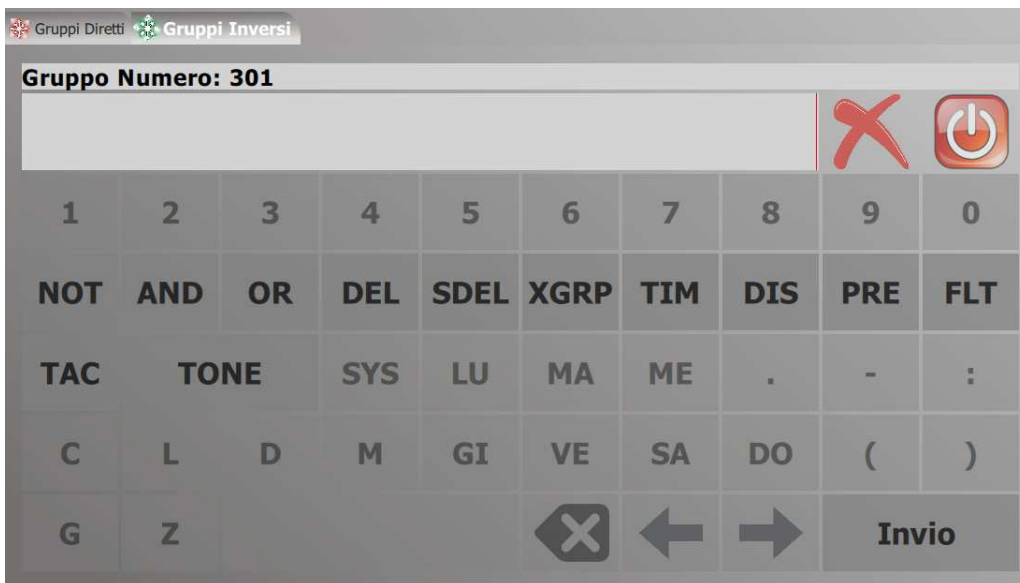 Gruppi Diretti Gruppi Inversi
Gruppo Numero: 301
1 2 3 4 5 6 7 8 9 0
NOT AND OR DEL SDEL XGRP TIM DIS PRE FLT
TAC TONE SYS LU MA ME . - :
C L D M GI VE SA DO ( )
G Z Invio